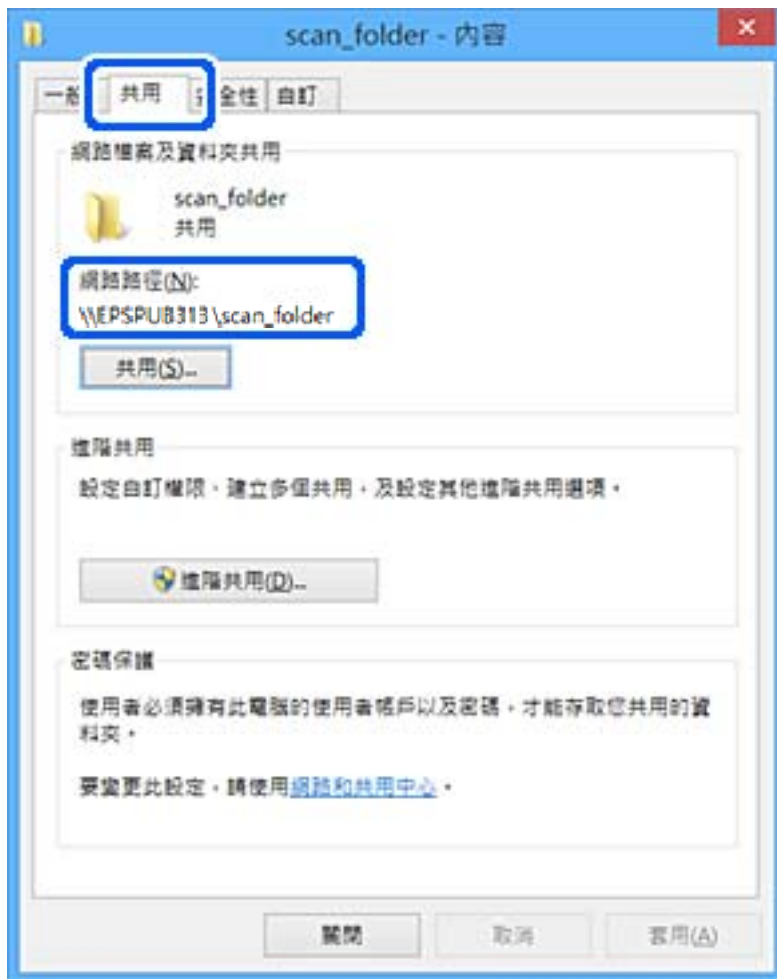 scan_folder - 內容
一般 共用 安全性 自訂
網路檔案及資料夾共用
scan_folder
共用
網路路徑(N):
\\EPSPUB313\scan_folder
共用(S)...
進階共用
設定自訂權限、建立多個共用，及設定其他進階共用選項。
進階共用(D)...
密碼保護
使用者必須擁有此電腦的使用者帳戶以及密碼，才能存取您共用的資
料夾。
要變更此設定，請使用網路和共用中心。
關閉 取消 套用(A)